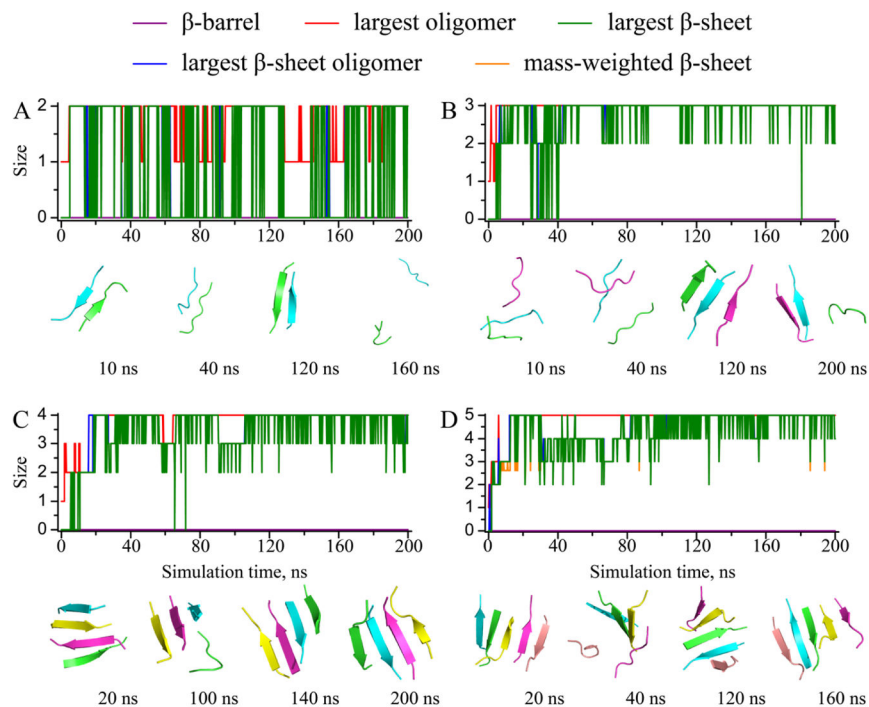 β-barrel largest oligomer largest β-sheet
largest β-sheet oligomer mass-weighted β-sheet
A B
Size
2
1
0
0 40 80 120 160 200
3
2
1
0
0 40 80 120 160 200
10 ns 40 ns 120 ns 160 ns
10 ns 40 ns 120 ns 200 ns
C D
Size
4
3
2
1
0
0 40 80 120 160 200
5
4
3
2
1
0
0 40 80 120 160 200
Simulation time, ns Simulation time, ns
20 ns 100 ns 140 ns 200 ns
20 ns 40 ns 120 ns 160 ns